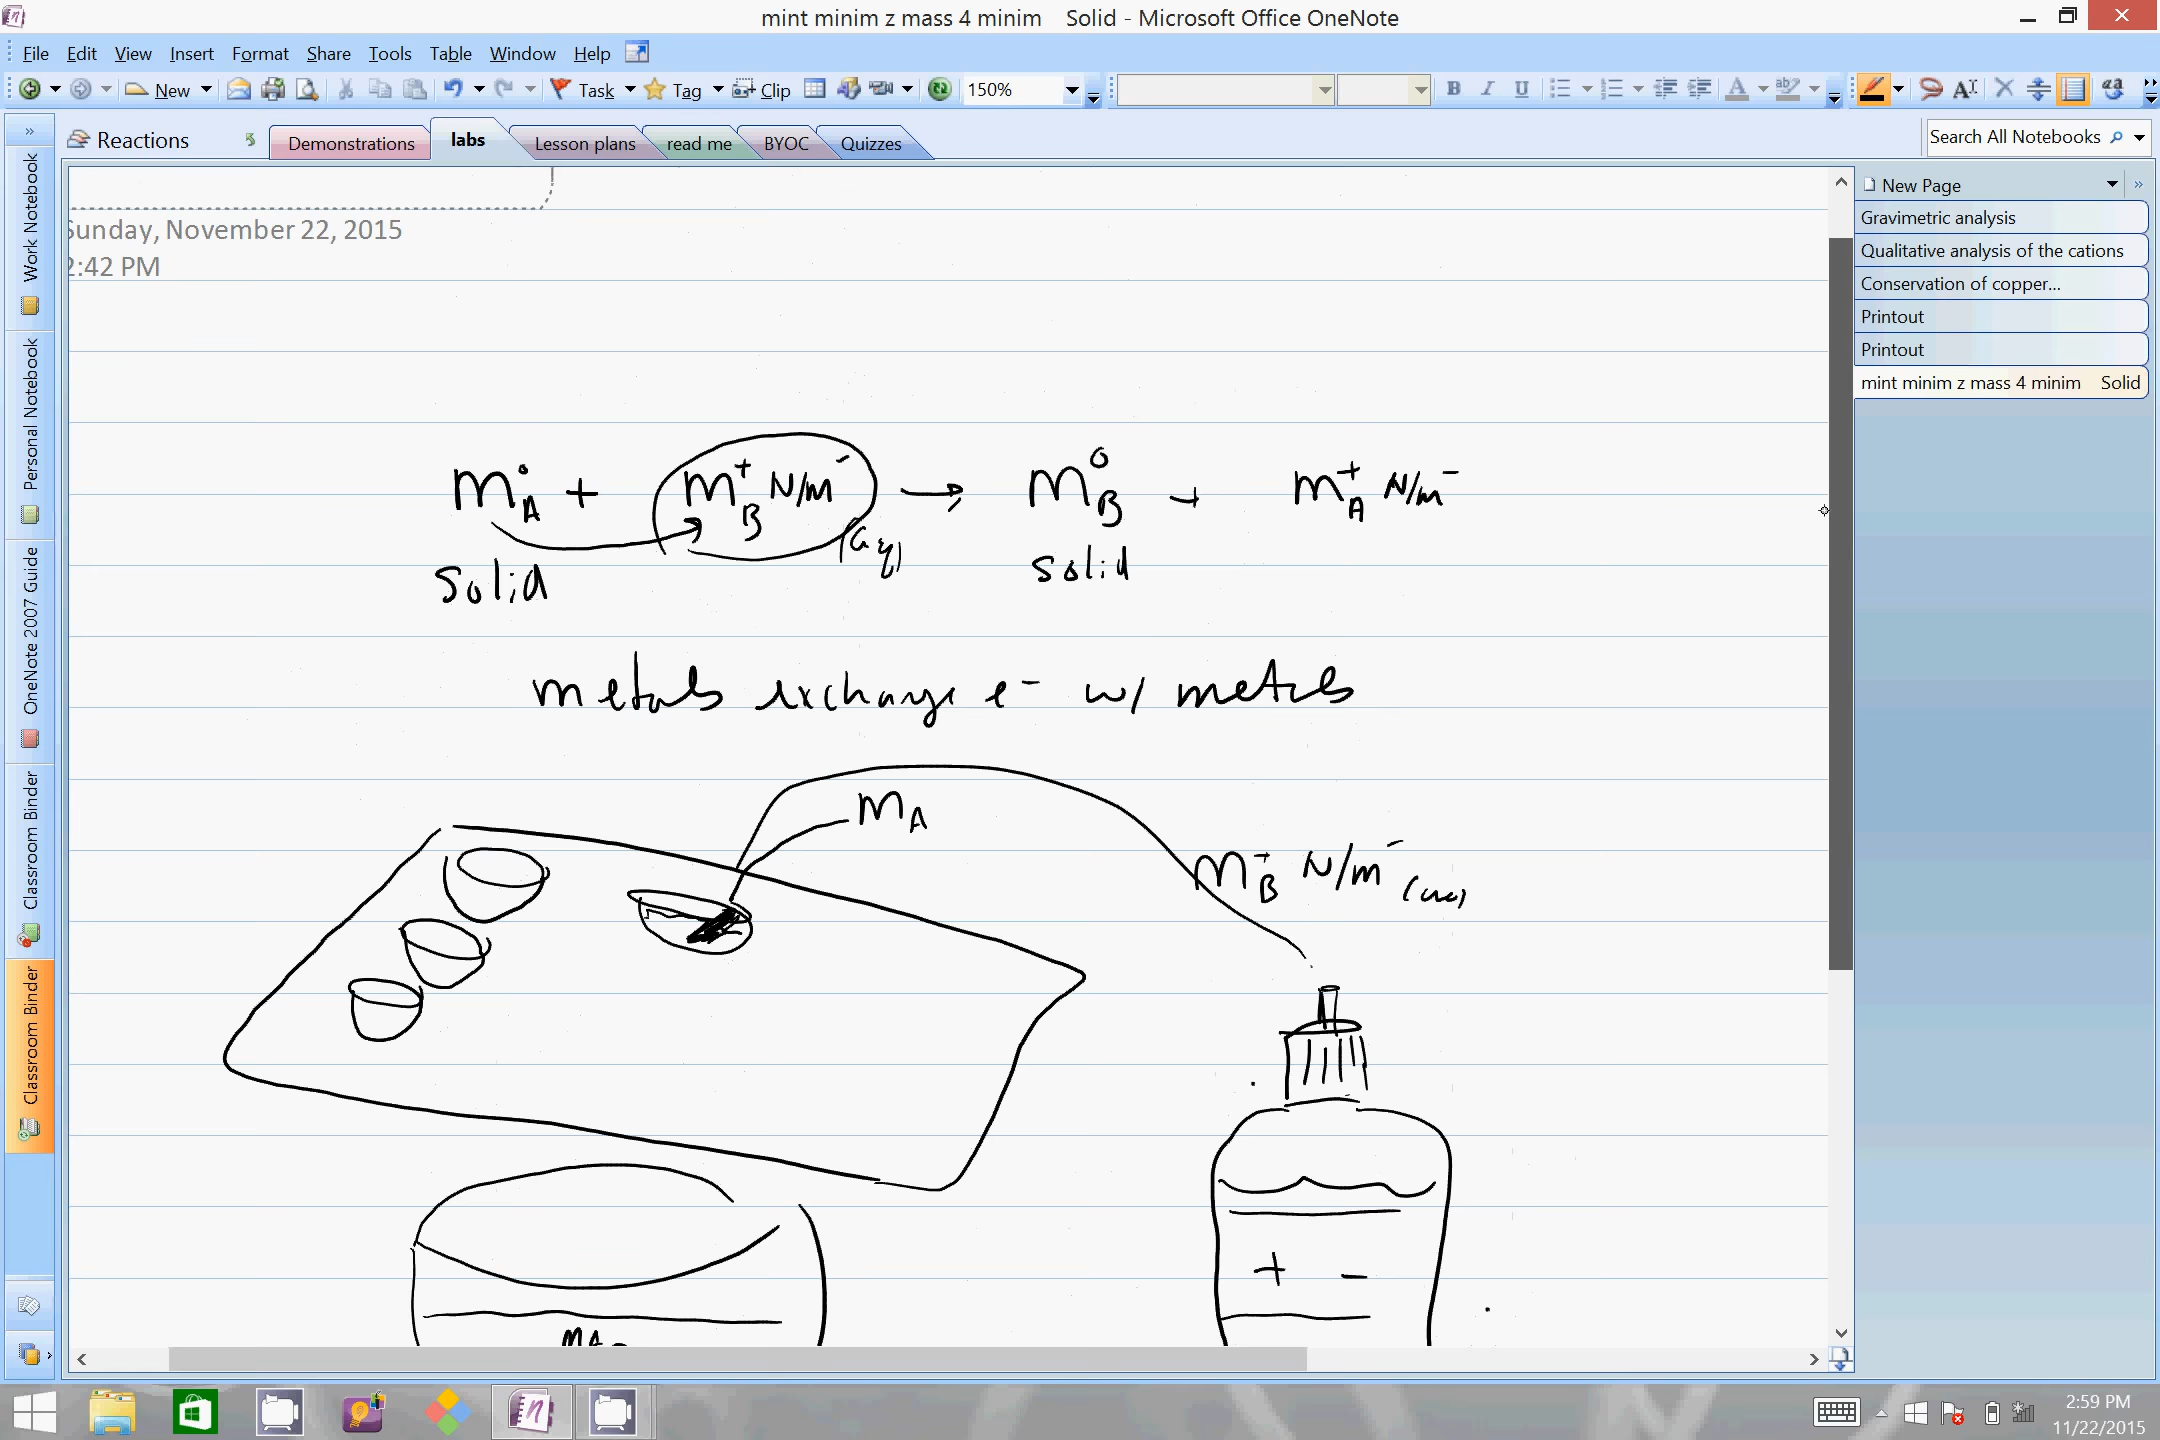 mint minim z mass 4 minim    Solid - Microsoft Office OneNote
File Edit View Insert Format Share Tools Table Window Help
New Task Tag Clip 150% B I U
Reactions Demonstrations labs Lesson plans read me BYOC Quizzes Search All Notebooks
Work Notebook
Personal Notebook
OneNote 2007 Guide
Classroom Binder
Classroom Binder
New Page
Gravimetric analysis
Qualitative analysis of the cations
Conservation of copper...
Printout
Printout
mint minim z mass 4 minim    Solid
Sunday, November 22, 2015
2:42 PM
M°A + M+B N/m- (aq) → M°B + M+A N/m-
Solid solid
metals exchange e- w/ metals
MA
M+B N/m-
+ -
MA
2:59 PM
11/22/2015